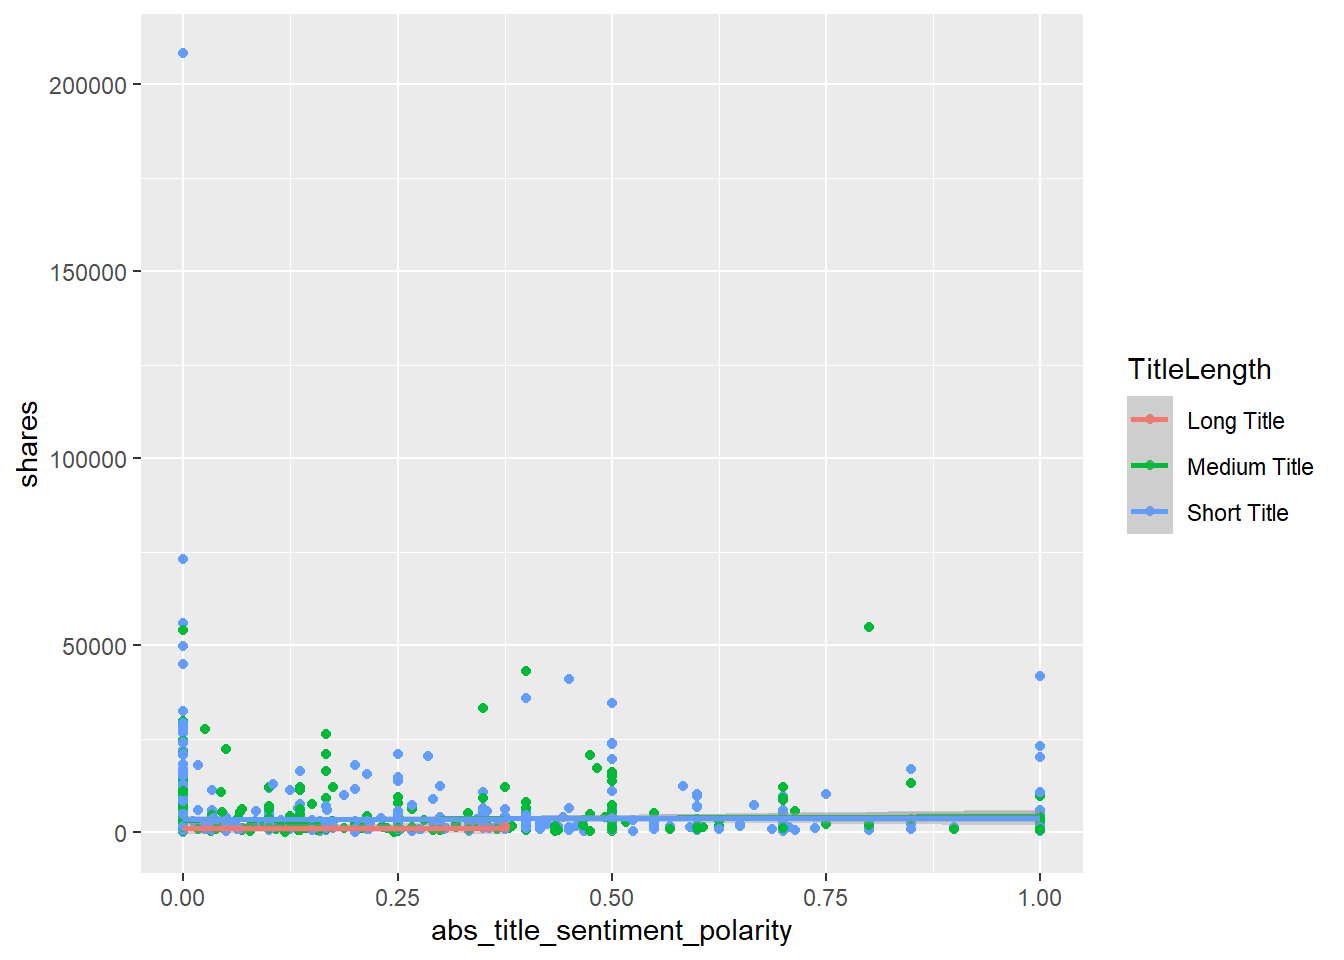 200000
150000
100000
50000
0
shares
0.00 0.25 0.50 0.75 1.00
abs_title_sentiment_polarity
TitleLength
Long Title
Medium Title
Short Title